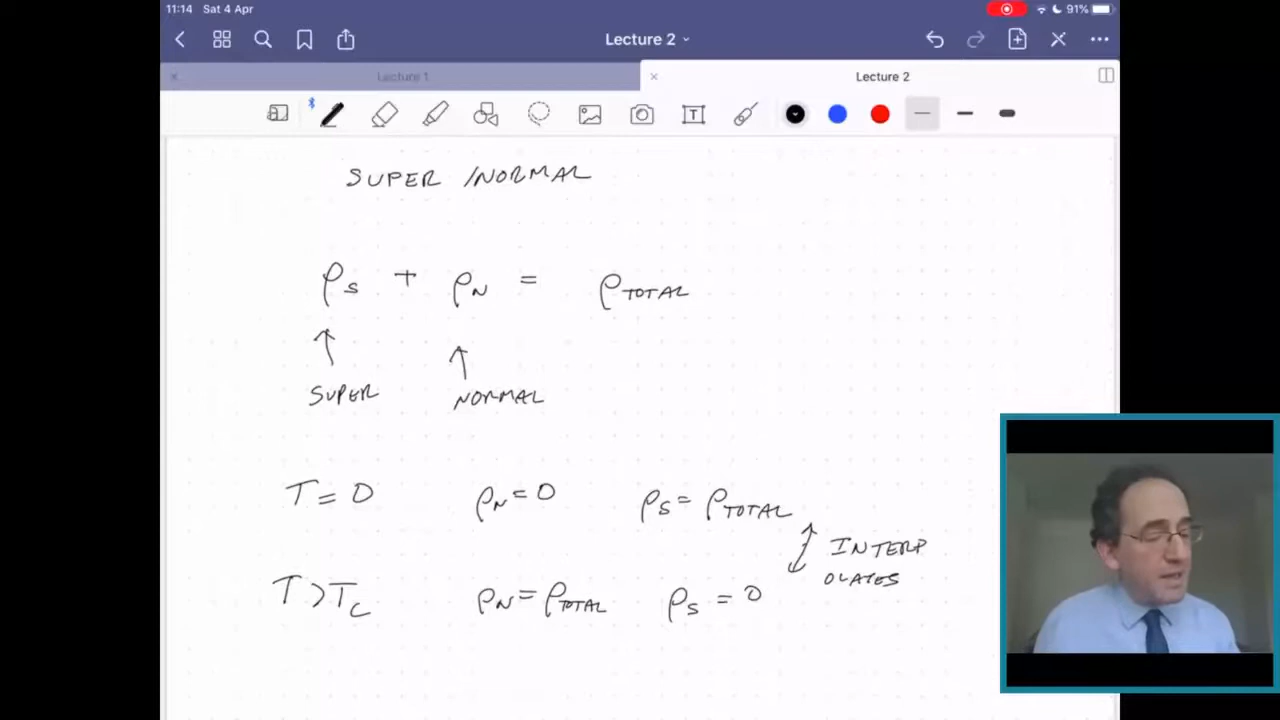 11:14 Sat 4 Apr 91%
Lecture 2
Lecture 1 Lecture 2
T
SUPER / NORMAL
ρS + ρN = ρTOTAL
SUPER NORMAL
T = 0 ρN = 0 ρS = ρTOTAL
INTERP
OLATES
T > TC ρN = ρTOTAL ρS = 0